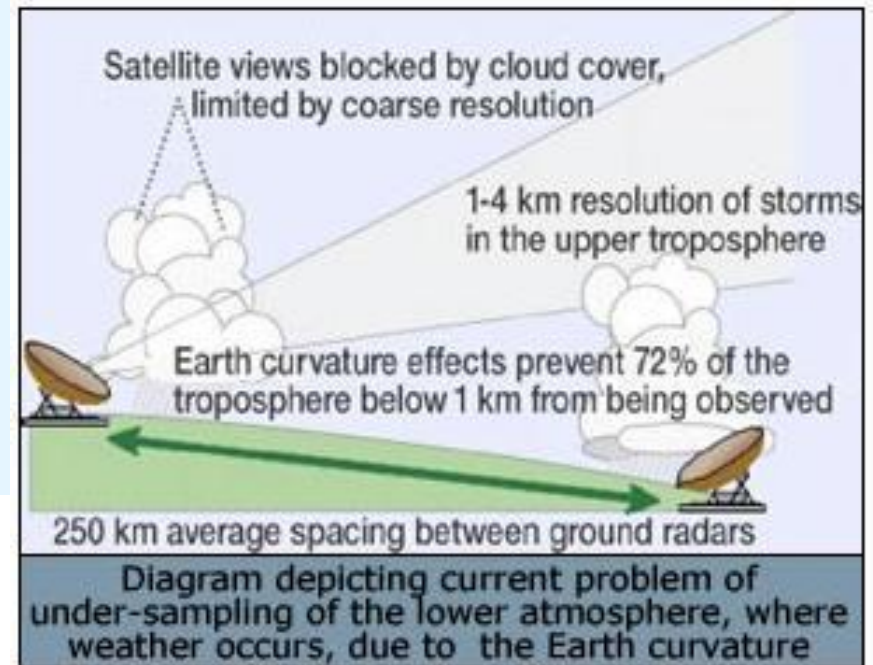 Satellite views blocked by cloud cover,
limited by coarse resolution
1-4 km resolution of storms
in the upper troposphere
Earth curvature effects prevent 72% of the
troposphere below 1 km from being observed
250 km average spacing between ground radars
Diagram depicting current problem of
under-sampling of the lower atmosphere, where
weather occurs, due to the Earth curvature